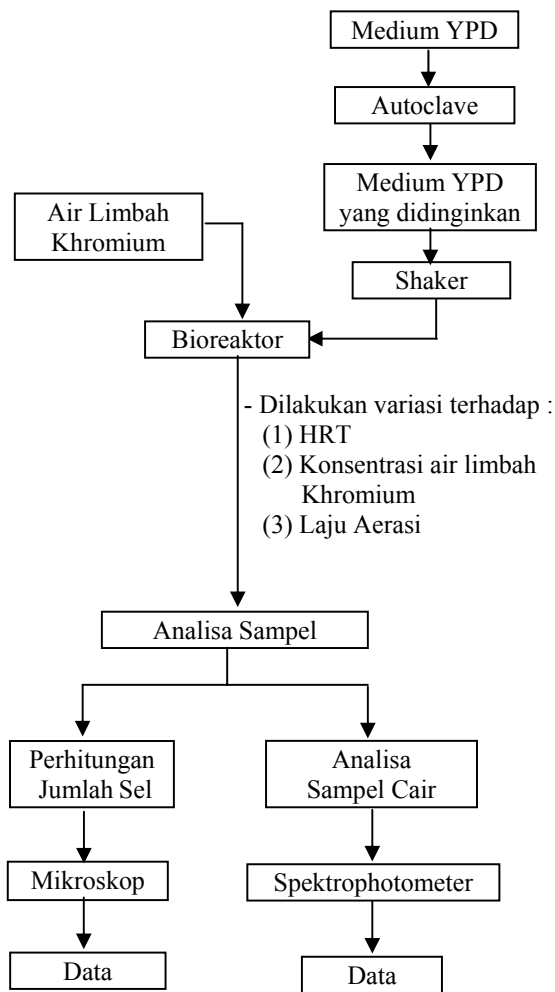 Medium YPD
Autoclave
Medium YPD
yang didinginkan
Air Limbah
Khromium
Shaker
Bioreaktor
- Dilakukan variasi terhadap :
(1) HRT
(2) Konsentrasi air limbah
Khromium
(3) Laju Aerasi
Analisa Sampel
Perhitungan
Jumlah Sel
Analisa
Sampel Cair
Mikroskop
Spektrophotometer
Data
Data